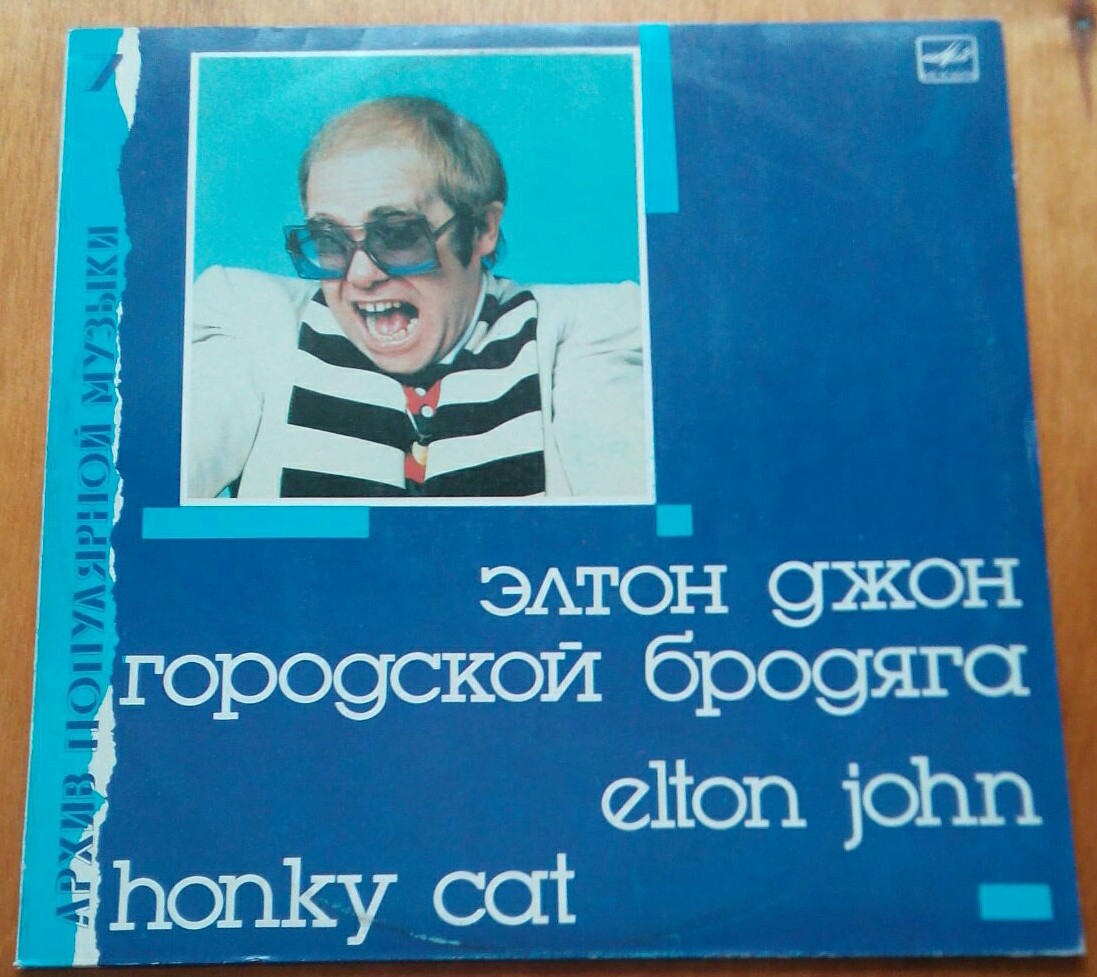 7
АРХИВ ПОПУЛЯРНОЙ МУЗЫКИ
элтон джон
городской бродяга
elton john
honky cat